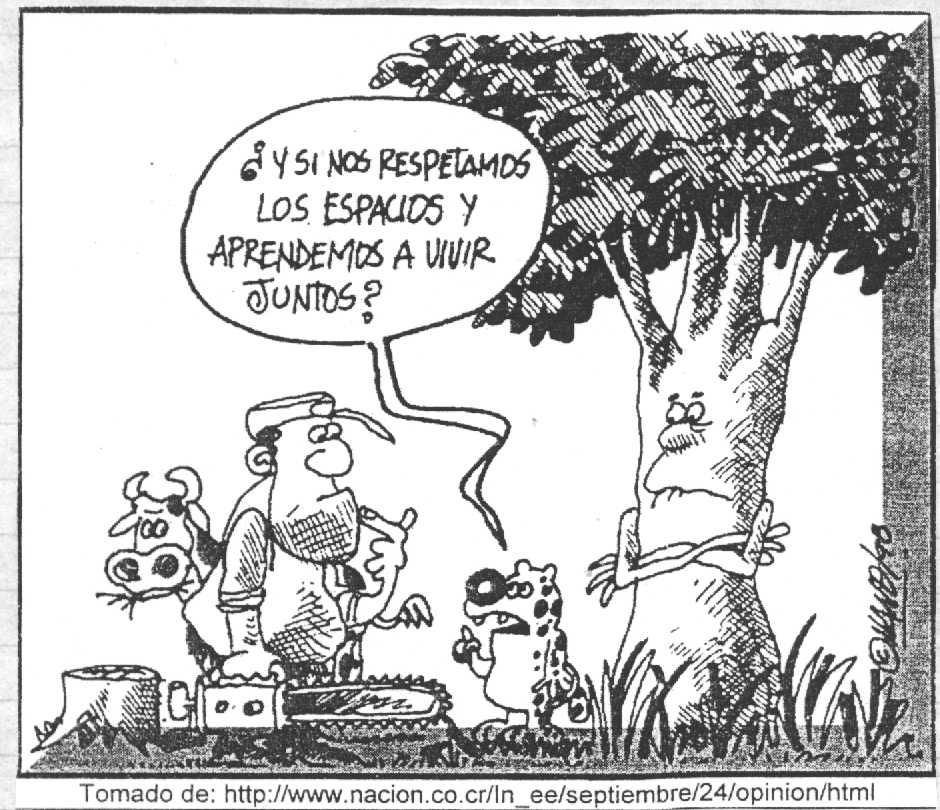 ¿Y SI NOS RESPETAMOS
LOS ESPACIOS Y
APRENDEMOS A VIVIR
JUNTOS?
Tomado de: http://www.nacion.co.cr/ln_ee/septiembre/24/opinion/html